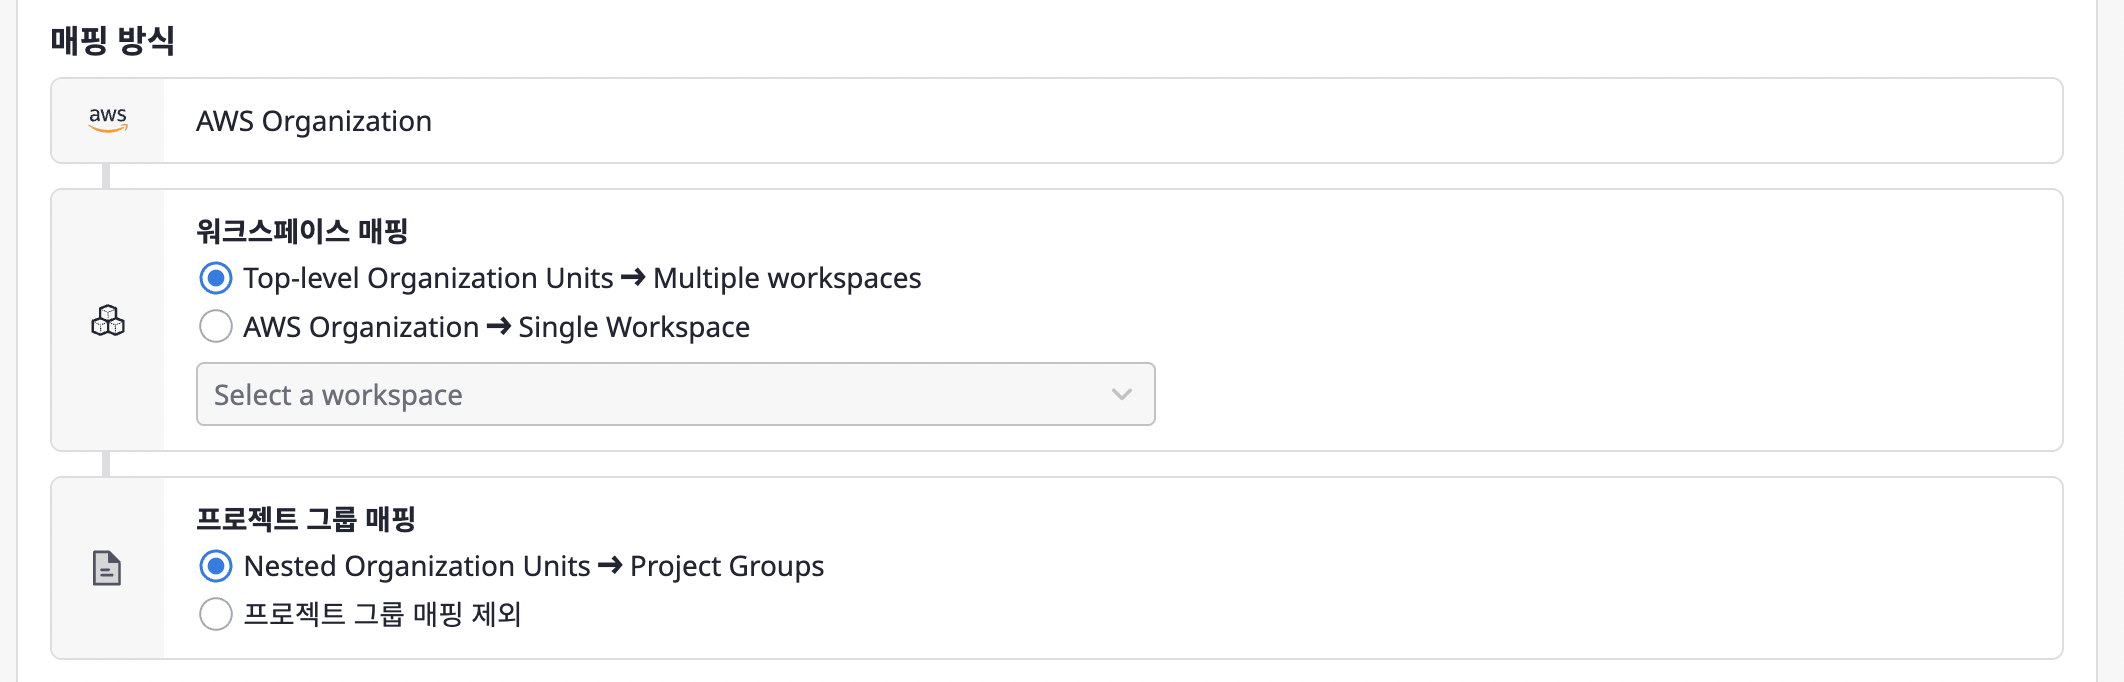 매핑 방식
aws
AWS Organization
워크스페이스 매핑
Top-level Organization Units → Multiple workspaces
AWS Organization → Single Workspace
Select a workspace
프로젝트 그룹 매핑
Nested Organization Units → Project Groups
프로젝트 그룹 매핑 제외